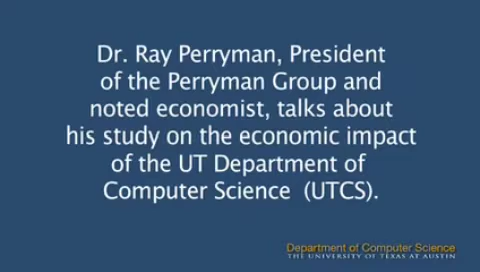 Dr. Ray Perryman, President
of the Perryman Group and
noted economist, talks about
his study on the economic impact
of the UT Department of
Computer Science (UTCS).
Department of Computer Science
THE UNIVERSITY OF TEXAS AT AUSTIN